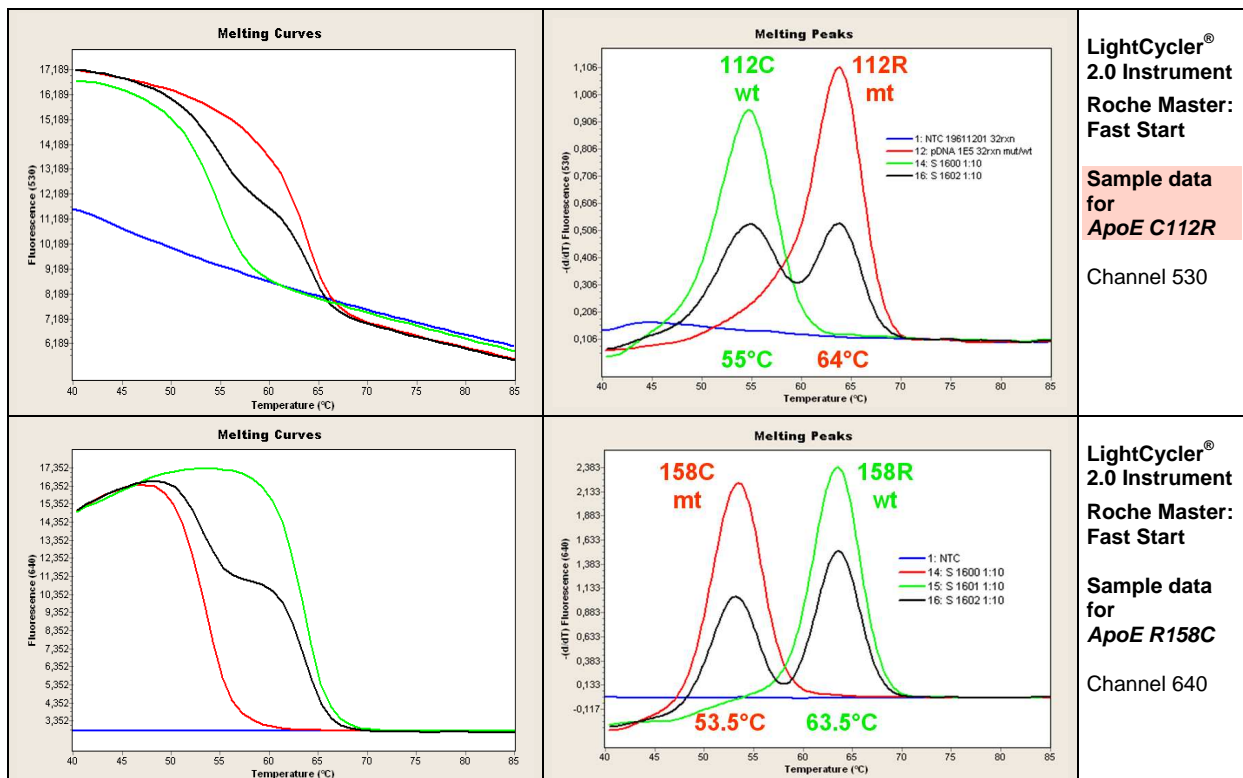 Melting Curves
17,189
16,189
15,189
14,189
13,189
12,189
11,189
10,189
9,189
8,189
7,189
6,189
Fluorescence (530)
40 45 50 55 60 65 70 75 80 85
Temperature (°C)
Melting Peaks
112C
wt
112R
mt
1,106
1,006
0,906
0,806
0,706
0,606
0,506
0,406
0,306
0,206
0,106
-(d/dT) Fluorescence (530)
1: NTC 19611201 32rxn
12: pDNA 1E5 32rxn mut/wt
14: S 1600 1:10
16: S 1602 1:10
55°C
64°C
40 45 50 55 60 65 70 75 80 85
Temperature (°C)
LightCycler®
2.0 Instrument
Roche Master:
Fast Start
Sample data
for
ApoE C112R
Channel 530
Melting Curves
17,352
16,352
15,352
14,352
13,352
12,352
11,352
10,352
9,352
8,352
7,352
6,352
5,352
4,352
3,352
Fluorescence (640)
40 45 50 55 60 65 70 75 80 85
Temperature (°C)
Melting Peaks
158C
mt
158R
wt
2,383
2,133
1,883
1,633
1,383
1,133
0,883
0,633
0,383
0,133
-0,117
-(d/dT) Fluorescence (640)
1: NTC
14: S 1600 1:10
15: S 1601 1:10
16: S 1602 1:10
53.5°C
63.5°C
40 45 50 55 60 65 70 75 80 85
Temperature (°C)
LightCycler®
2.0 Instrument
Roche Master:
Fast Start
Sample data
for
ApoE R158C
Channel 640